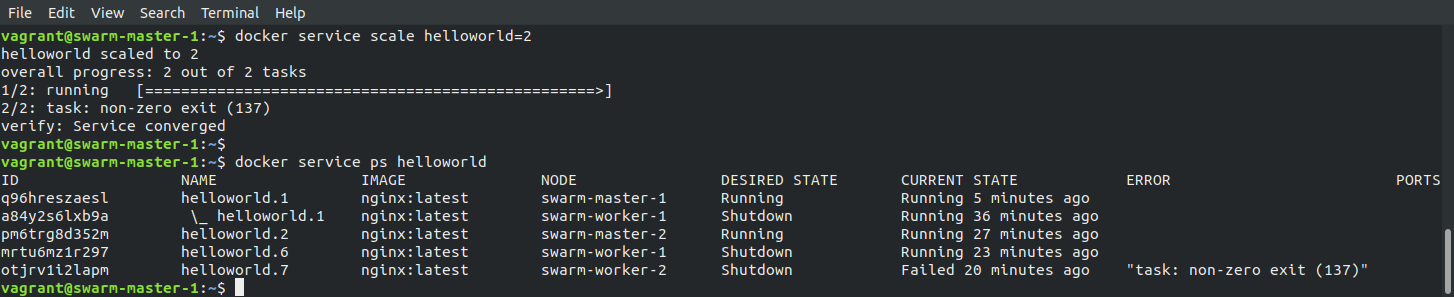 File Edit View Search Terminal Help
vagrant@swarm-master-1:~$ docker service scale helloworld=2
helloworld scaled to 2
overall progress: 2 out of 2 tasks
1/2: running   [==================================================>]
2/2: task: non-zero exit (137)
verify: Service converged
vagrant@swarm-master-1:~$
vagrant@swarm-master-1:~$ docker service ps helloworld
ID                  NAME                IMAGE               NODE                DESIRED STATE       CURRENT STATE            ERROR                         PORTS
q96hreszaesl        helloworld.1        nginx:latest        swarm-master-1      Running             Running 5 minutes ago
a84y2s6lxb9a         \_ helloworld.1    nginx:latest        swarm-worker-1      Shutdown            Running 36 minutes ago
pm6trg8d352m        helloworld.2        nginx:latest        swarm-master-2      Running             Running 27 minutes ago
mrtu6mz1r297        helloworld.6        nginx:latest        swarm-worker-1      Shutdown            Running 23 minutes ago
otjrv1i2lapm        helloworld.7        nginx:latest        swarm-worker-2      Shutdown            Failed 20 minutes ago    "task: non-zero exit (137)"
vagrant@swarm-master-1:~$